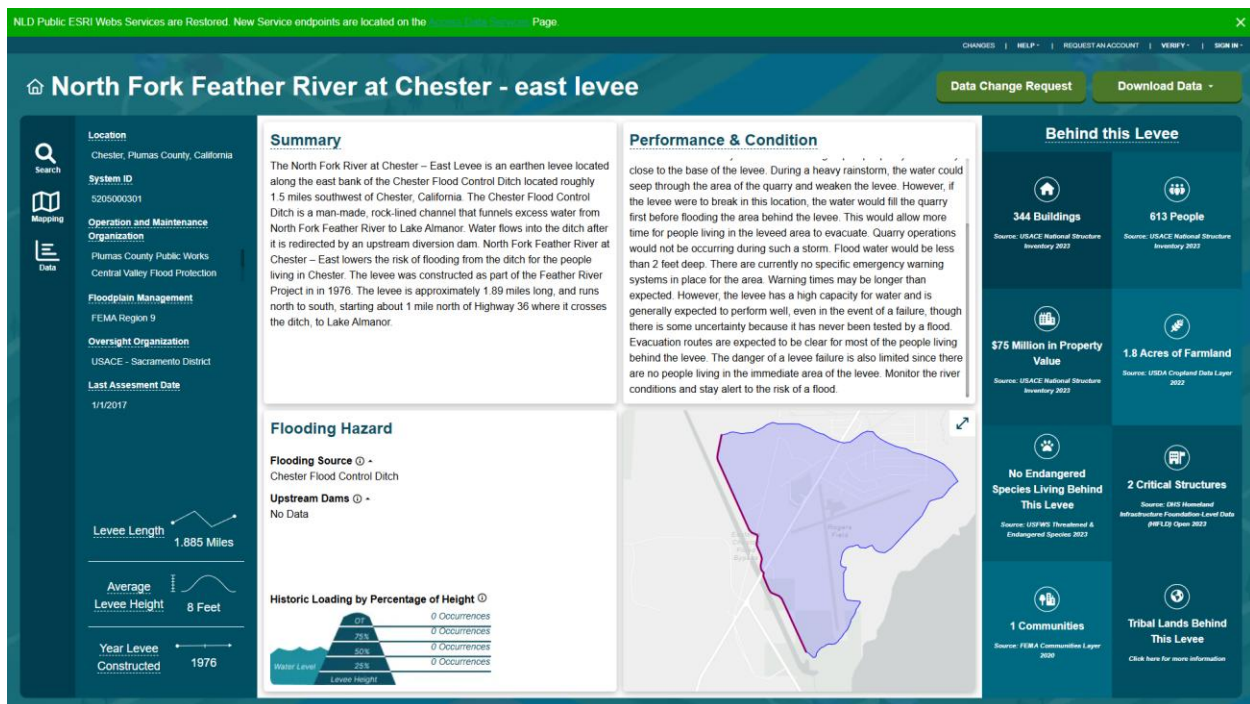 NLD Public ESRI Webs Services are Restored. New Service endpoints are located on the Access Data Services Page.
CHANGES | HELP | REQUEST AN ACCOUNT | VERIFY | SIGN IN
North Fork Feather River at Chester - east levee
Data Change Request
Download Data
Search
Mapping
Data
Location
Chester, Plumas County, California
System ID
5205000301
Operation and Maintenance
Organization
Plumas County Public Works
Central Valley Flood Protection
Floodplain Management
FEMA Region 9
Oversight Organization
USACE - Sacramento District
Last Assesment Date
1/1/2017
Levee Length
1.885 Miles
Average
Levee Height
8 Feet
Year Levee
Constructed
1976
Summary
The North Fork River at Chester – East Levee is an earthen levee located
along the east bank of the Chester Flood Control Ditch located roughly
1.5 miles southwest of Chester, California. The Chester Flood Control
Ditch is a man-made, rock-lined channel that funnels excess water from
North Fork Feather River to Lake Almanor. Water flows into the ditch after
it is redirected by an upstream diversion dam. North Fork Feather River at
Chester – East lowers the risk of flooding from the ditch for the people
living in Chester. The levee was constructed as part of the Feather River
Project in in 1976. The levee is approximately 1.89 miles long, and runs
north to south, starting about 1 mile north of Highway 36 where it crosses
the ditch, to Lake Almanor.
Performance & Condition
close to the base of the levee. During a heavy rainstorm, the water could
seep through the area of the quarry and weaken the levee. However, if
the levee were to break in this location, the water would fill the quarry
first before flooding the area behind the levee. This would allow more
time for people living in the leveed area to evacuate. Quarry operations
would not be occurring during such a storm. Flood water would be less
than 2 feet deep. There are currently no specific emergency warning
systems in place for the area. Warning times may be longer than
expected. However, the levee has a high capacity for water and is
generally expected to perform well, even in the event of a failure, though
there is some uncertainty because it has never been tested by a flood.
Evacuation routes are expected to be clear for most of the people living
behind the levee. The danger of a levee failure is also limited since there
are no people living in the immediate area of the levee. Monitor the river
conditions and stay alert to the risk of a flood.
Flooding Hazard
Flooding Source
Chester Flood Control Ditch
Upstream Dams
No Data
Historic Loading by Percentage of Height
OT 0 Occurrences
75% 0 Occurrences
50% 0 Occurrences
25% 0 Occurrences
Water Level
Levee Height
Rogers
Field
Behind this Levee
344 Buildings
Source: USACE National Structure
Inventory 2023
613 People
Source: USACE National Structure
Inventory 2023
$75 Million in Property
Value
Source: USACE National Structure
Inventory 2023
1.8 Acres of Farmland
Source: USDA Cropland Data Layer
2022
No Endangered
Species Living Behind
This Levee
Source: USFWS Threatened &
Endangered Species 2023
2 Critical Structures
Source: DHS Homeland
Infrastructure Foundation-Level Data
(HIFLD) Open 2023
1 Communities
Source: FEMA Communities Layer
2020
Tribal Lands Behind
This Levee
Click here for more information